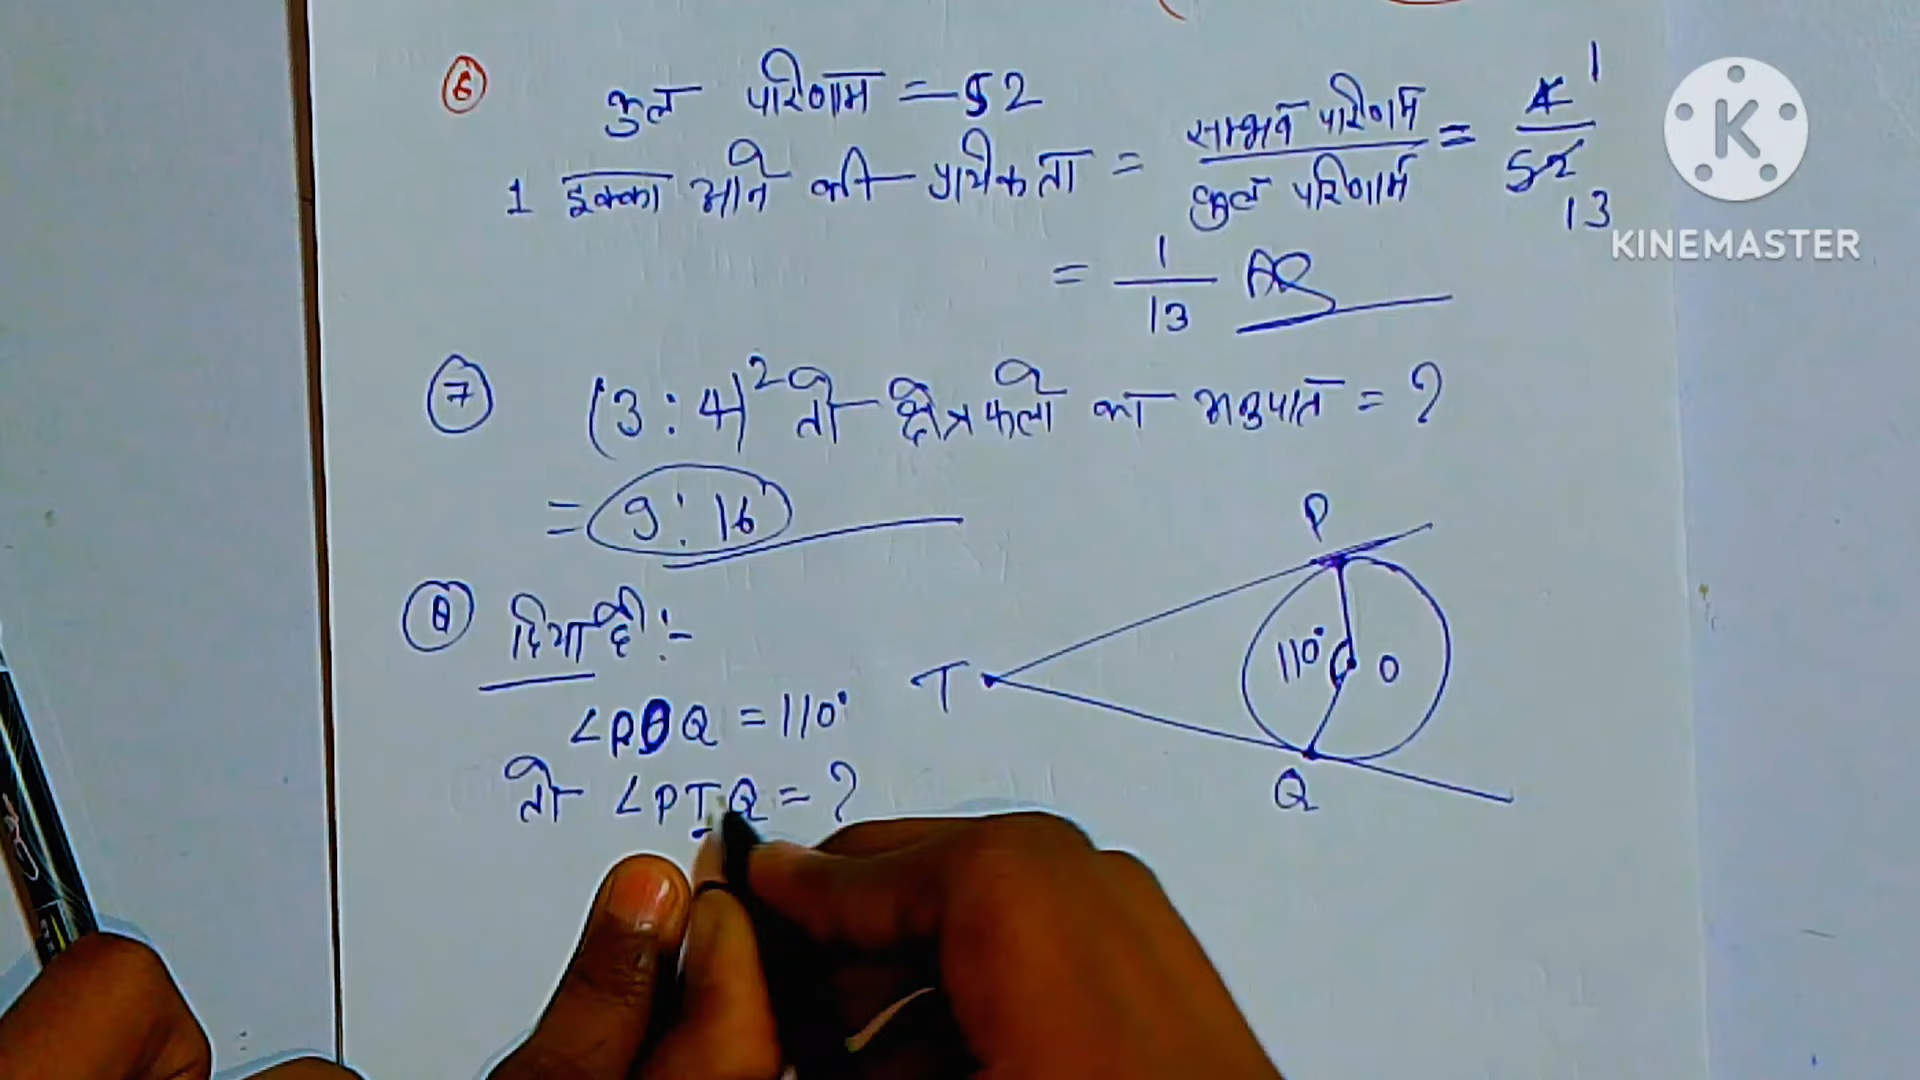 6
कुल परिणाम = 52
1 इक्का आने की प्रायिकता = सम्भव परिणाम / कुल परिणाम = 4 1 / 52 13
= 1/13
7 (3:4)² तो क्षेत्रफलो का अनुपात = ?
= 9:16
8 दिया है :-
∠POQ = 110°
तो ∠PTQ = ?
P
T
110° O
Q
K
KINEMASTER